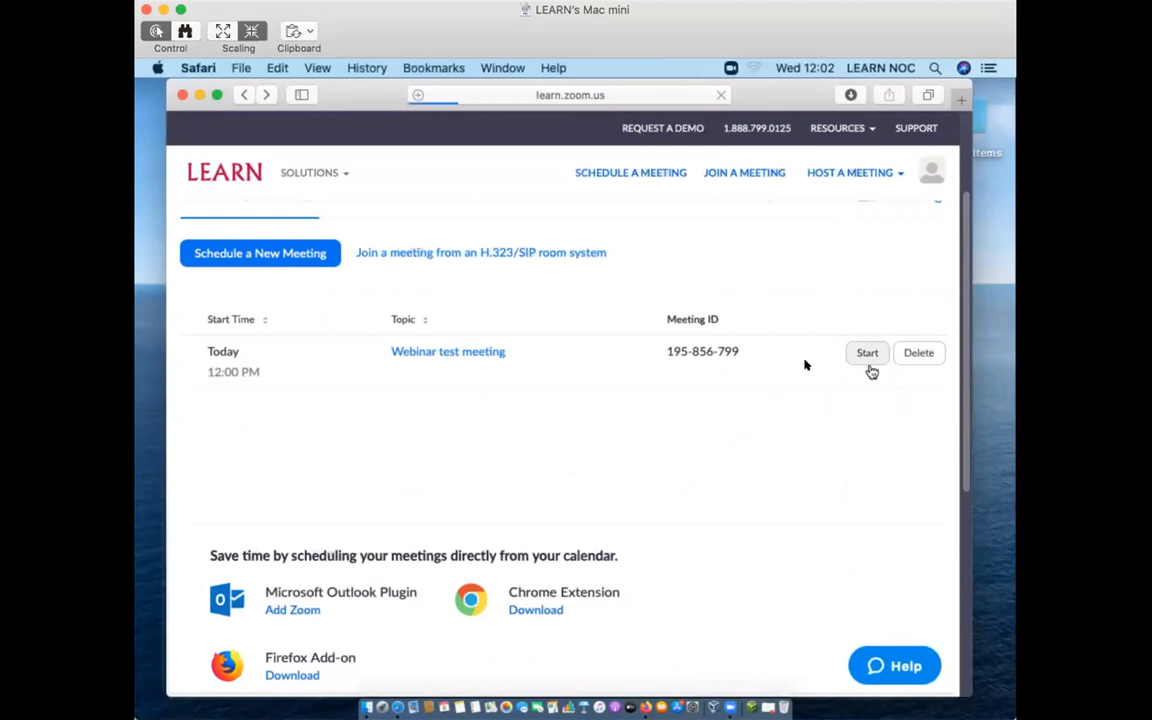 LEARN's Mac mini
Control Scaling Clipboard
Safari File Edit View History Bookmarks Window Help Wed 12:02 LEARN NOC
learn.zoom.us
Items
REQUEST A DEMO 1.888.799.0125 RESOURCES SUPPORT
LEARN SOLUTIONS SCHEDULE A MEETING JOIN A MEETING HOST A MEETING
Schedule a New Meeting Join a meeting from an H.323/SIP room system
Start Time Topic Meeting ID
Today Webinar test meeting 195-856-799 Start Delete
12:00 PM
Save time by scheduling your meetings directly from your calendar.
Microsoft Outlook Plugin Chrome Extension
Add Zoom Download
Firefox Add-on
Download
Help